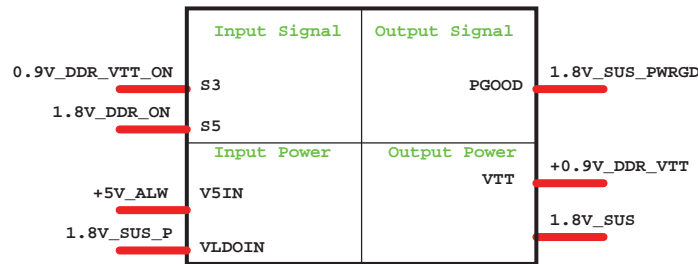 Input Signal
Output Signal
0.9V_DDR_VTT_ON
S3
PGOOD
1.8V_SUS_PWRGD
1.8V_DDR_ON
S5
Input Power
Output Power
VTT
+0.9V_DDR_VTT
+5V_ALW
V5IN
1.8V_SUS
1.8V_SUS_P
VLDOIN